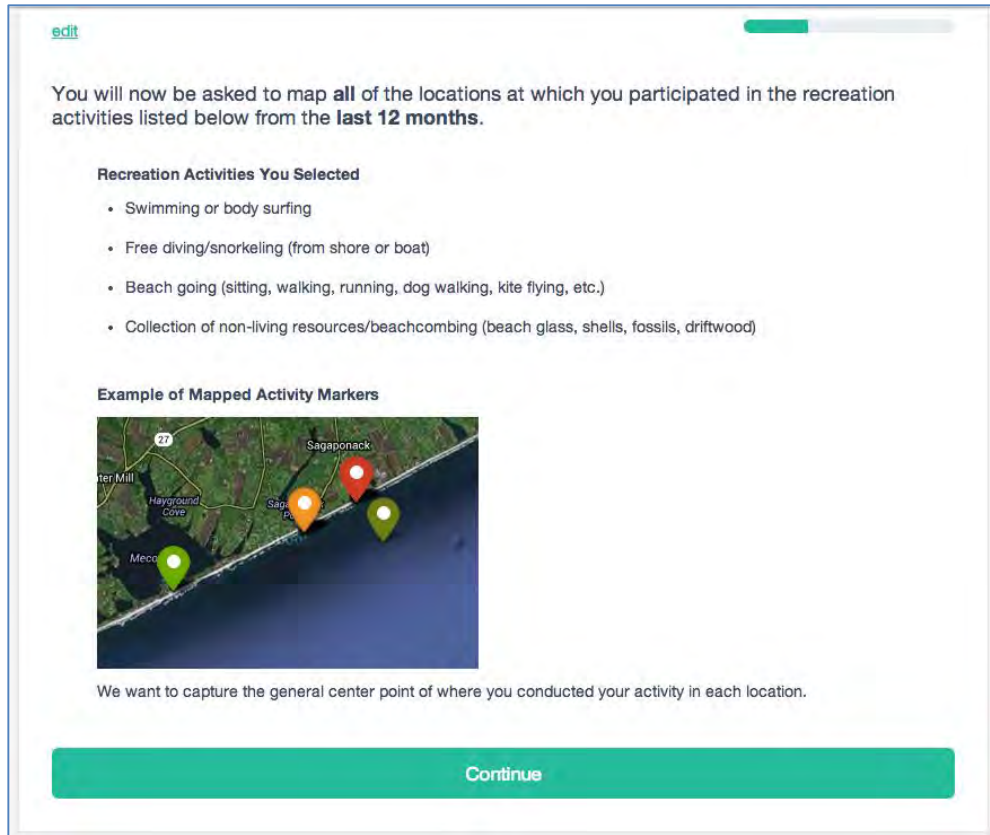 edit
You will now be asked to map all of the locations at which you participated in the recreation
activities listed below from the last 12 months.
Recreation Activities You Selected
• Swimming or body surfing
• Free diving/snorkeling (from shore or boat)
• Beach going (sitting, walking, running, dog walking, kite flying, etc.)
• Collection of non-living resources/beachcombing (beach glass, shells, fossils, driftwood)
Example of Mapped Activity Markers
27
Sagaponack
ter Mill
Hayground
Cove
We want to capture the general center point of where you conducted your activity in each location.
Continue